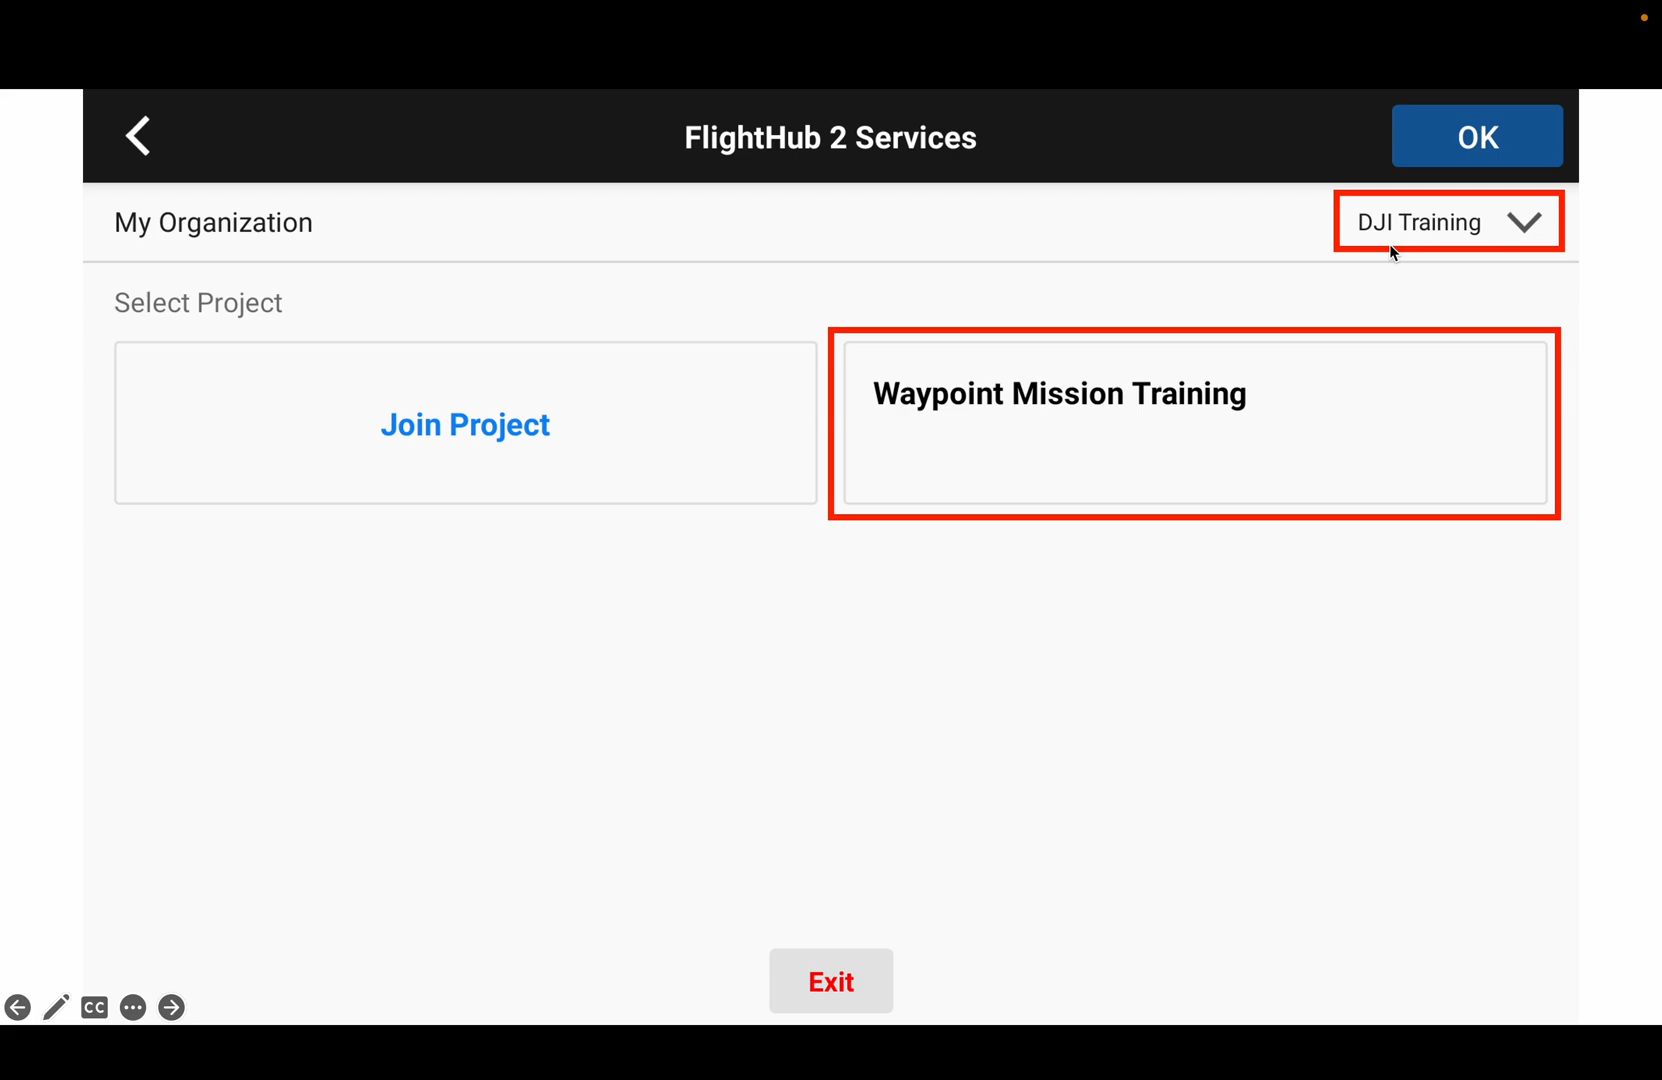 FlightHub 2 Services
OK
My Organization
DJI Training
Select Project
Join Project
Waypoint Mission Training
Exit
CC